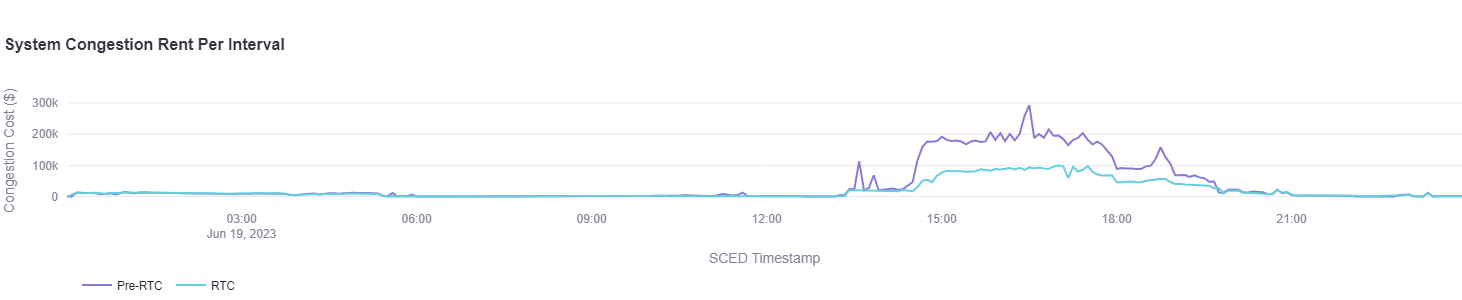 System Congestion Rent Per Interval
Congestion Cost ($)
300k
200k
100k
0
03:00
06:00
09:00
12:00
15:00
18:00
21:00
Jun 19, 2023
SCED Timestamp
Pre-RTC
RTC